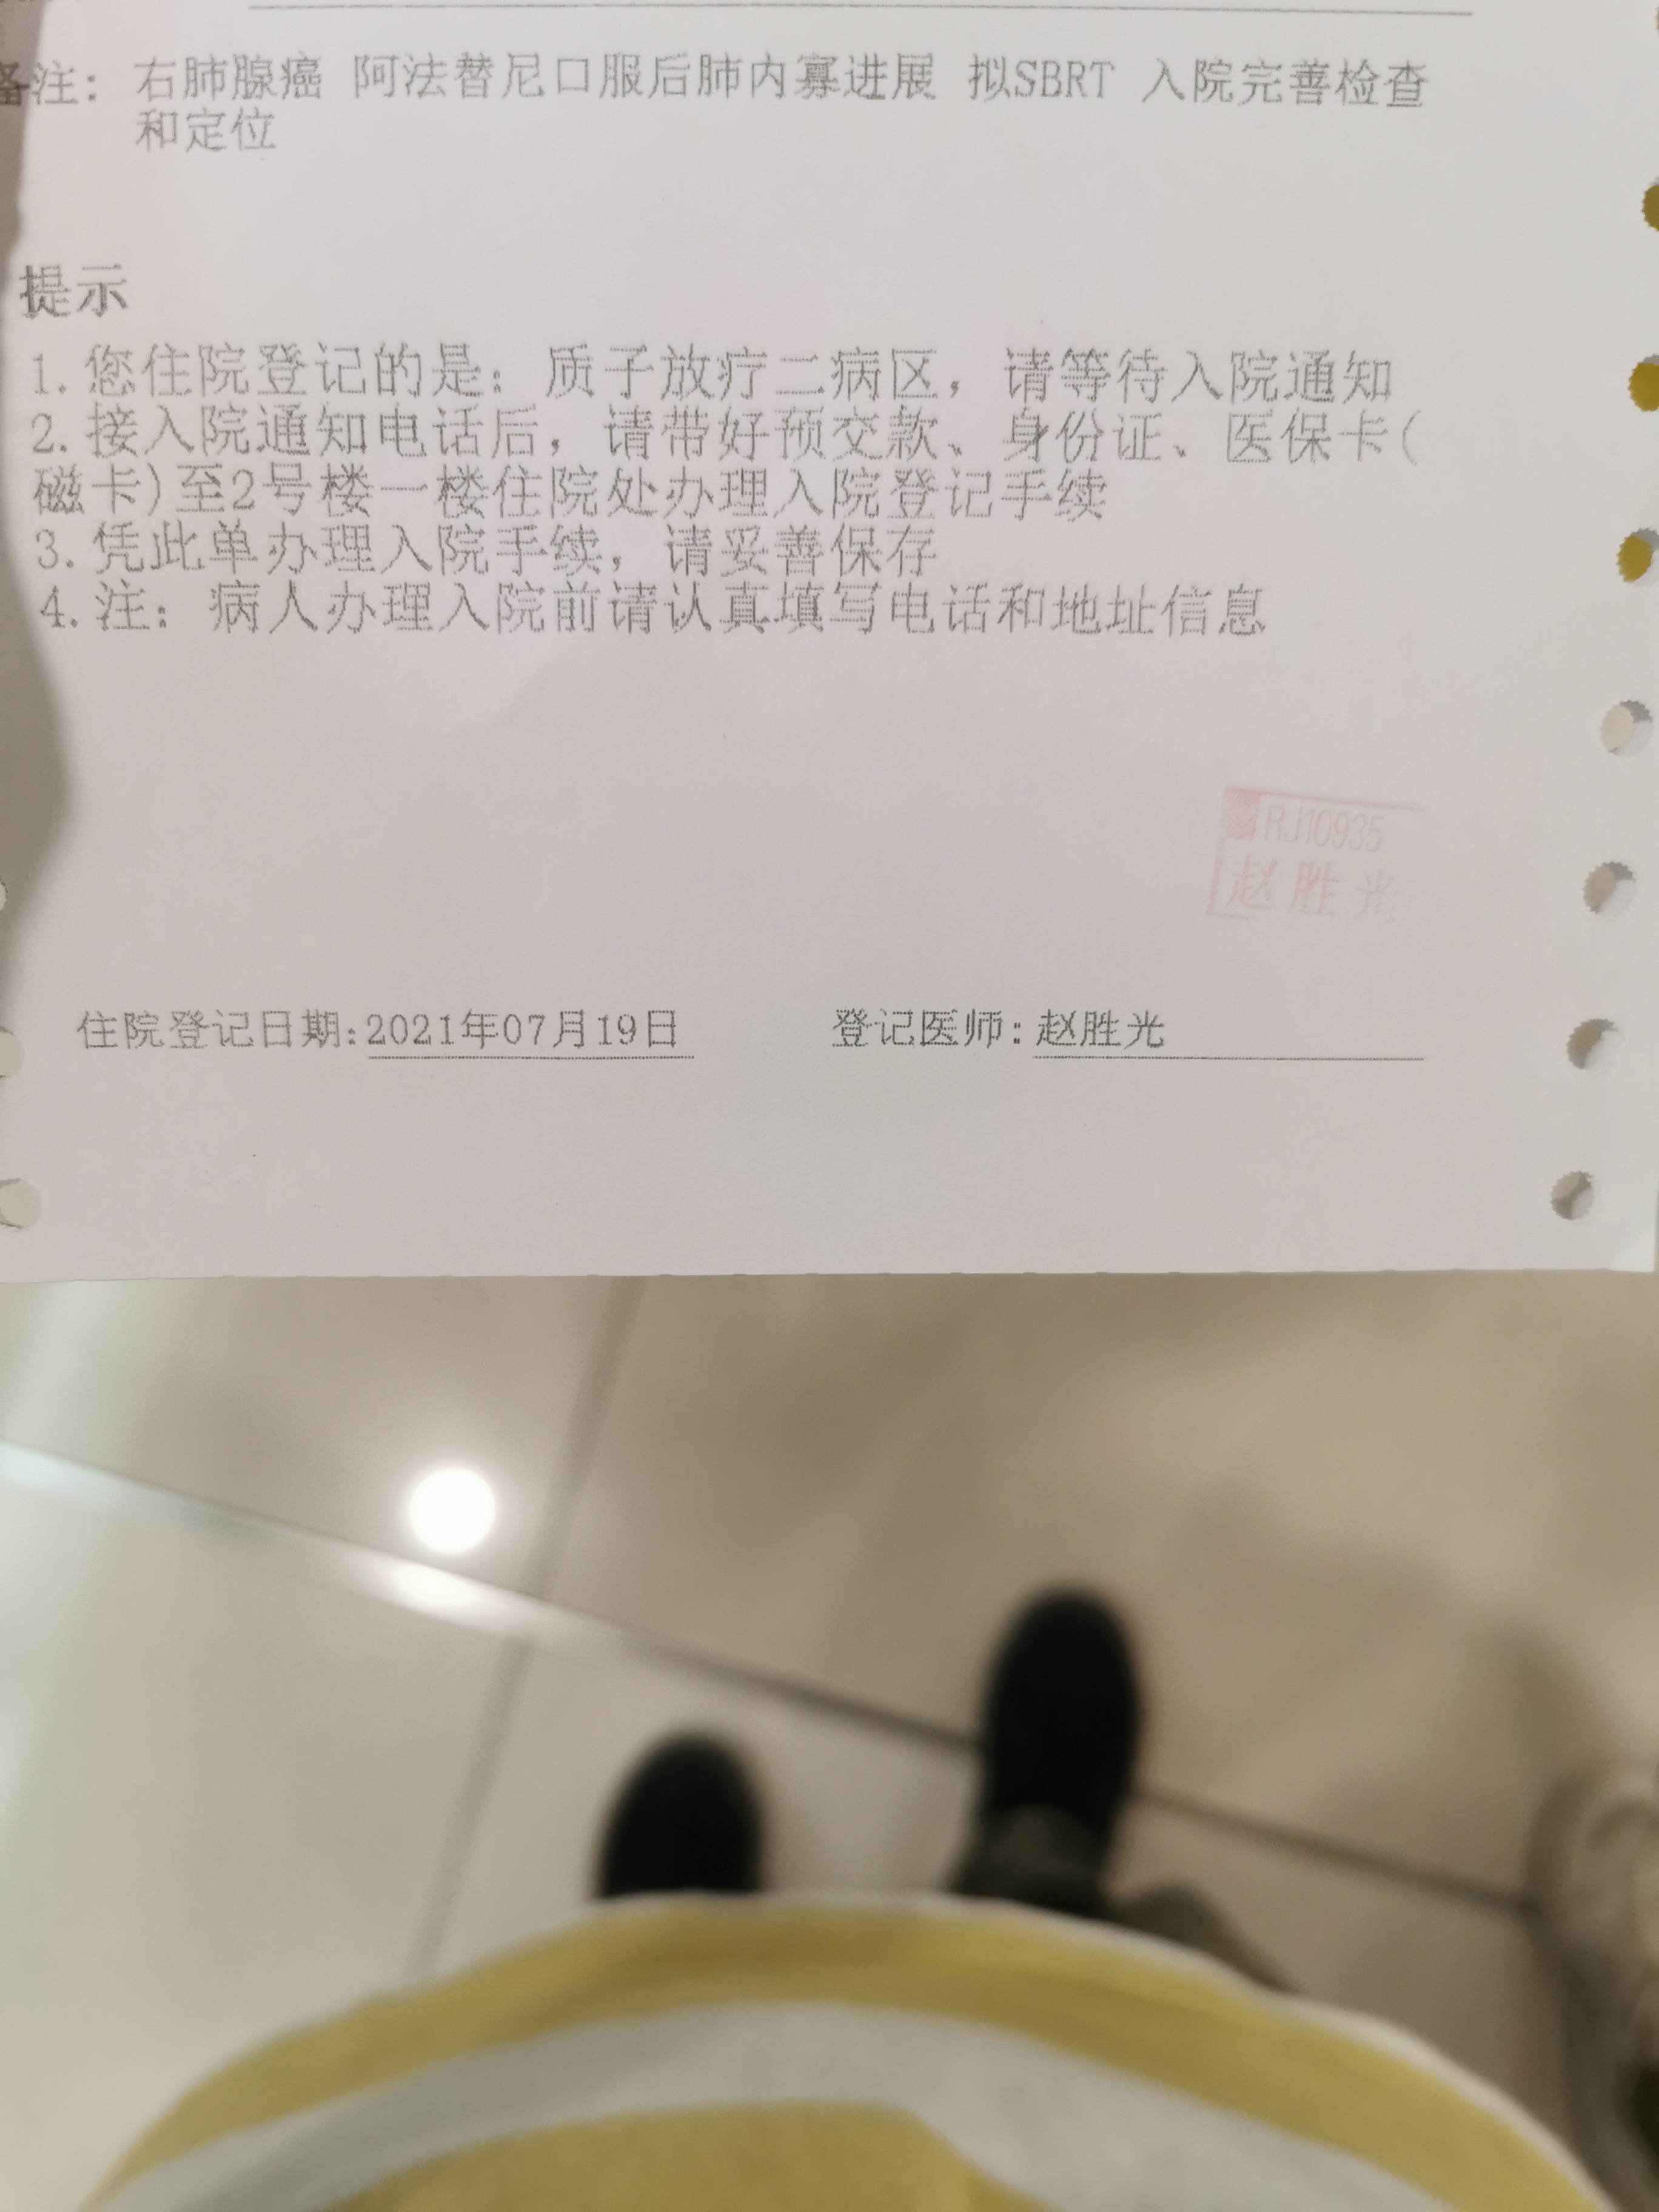 备注: 右肺腺癌 阿法替尼口服后肺内寡进展 拟SBRT 入院完善检查
和定位
提示
1. 您住院登记的是: 质子放疗二病区, 请等待入院通知
2. 接入院通知电话后, 请带好预交款、身份证、医保卡(
磁卡)至2号楼一楼住院处办理入院登记手续
3. 凭此单办理入院手续, 请妥善保存
4. 注: 病人办理入院前请认真填写电话和地址信息
RJ10935
赵胜光
住院登记日期:2021年07月19日 登记医师:赵胜光